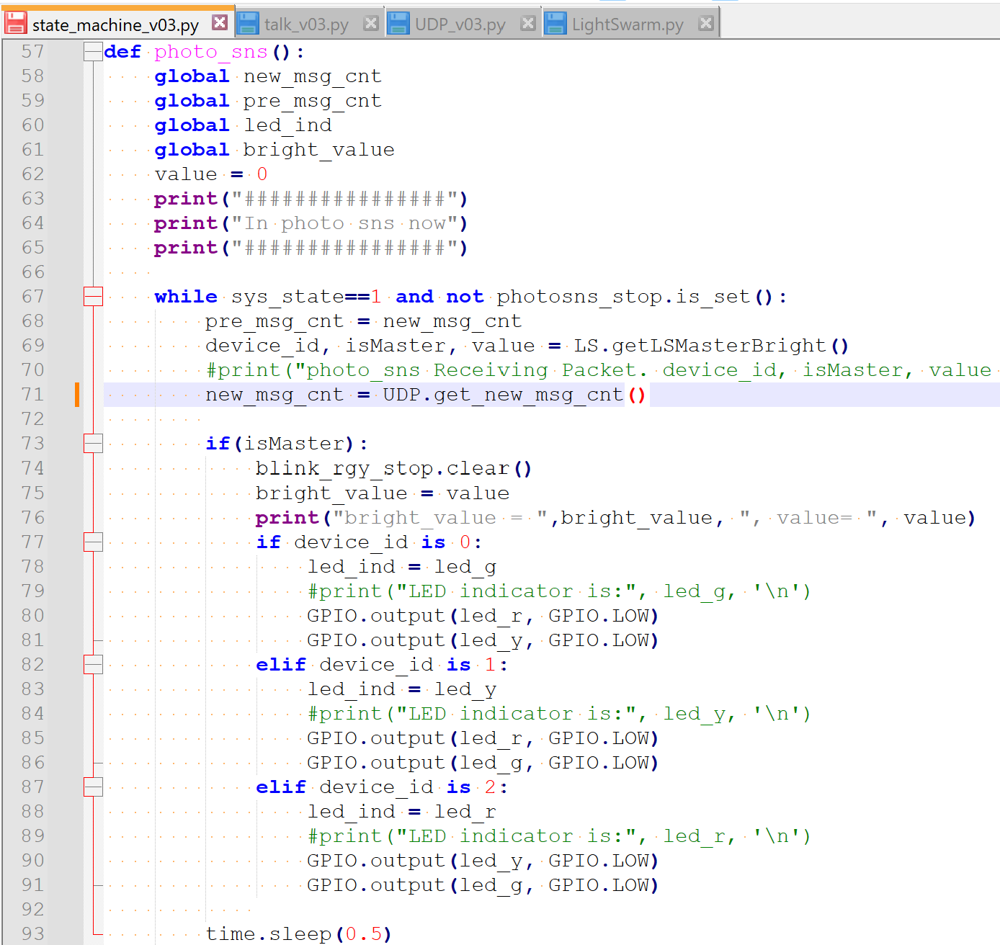 state_machine_v03.py talk_v03.py UDP_v03.py LightSwarm.py
57 def photo_sns():
58     global new_msg_cnt
59     global pre_msg_cnt
60     global led_ind
61     global bright_value
62     value = 0
63     print("################")
64     print("In photo sns now")
65     print("################")
66
67     while sys_state==1 and not photosns_stop.is_set():
68         pre_msg_cnt = new_msg_cnt
69         device_id, isMaster, value = LS.getLSMasterBright()
70         #print("photo_sns Receiving Packet. device_id, isMaster, value
71         new_msg_cnt = UDP.get_new_msg_cnt()
72
73         if(isMaster):
74             blink_rgy_stop.clear()
75             bright_value = value
76             print("bright_value = ",bright_value, ", value= ", value)
77             if device_id is 0:
78                 led_ind = led_g
79                 #print("LED indicator is:", led_g, '\n')
80                 GPIO.output(led_r, GPIO.LOW)
81                 GPIO.output(led_y, GPIO.LOW)
82             elif device_id is 1:
83                 led_ind = led_y
84                 #print("LED indicator is:", led_y, '\n')
85                 GPIO.output(led_r, GPIO.LOW)
86                 GPIO.output(led_g, GPIO.LOW)
87             elif device_id is 2:
88                 led_ind = led_r
89                 #print("LED indicator is:", led_r, '\n')
90                 GPIO.output(led_y, GPIO.LOW)
91                 GPIO.output(led_g, GPIO.LOW)
92
93         time.sleep(0.5)